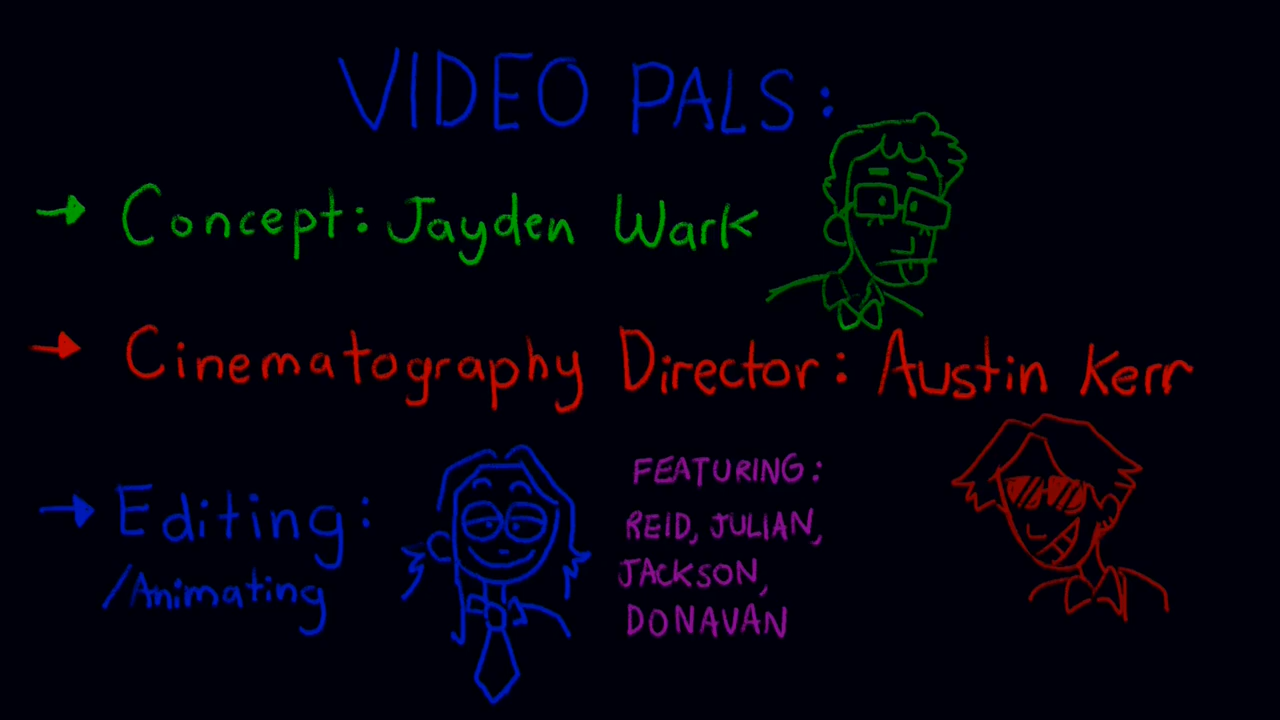 VIDEO PALS:
→ Concept: Jayden Wark
→ Cinematography Director: Austin Kerr
→ Editing:
/Animating
FEATURING:
REID, JULIAN,
JACKSON,
DONAVAN